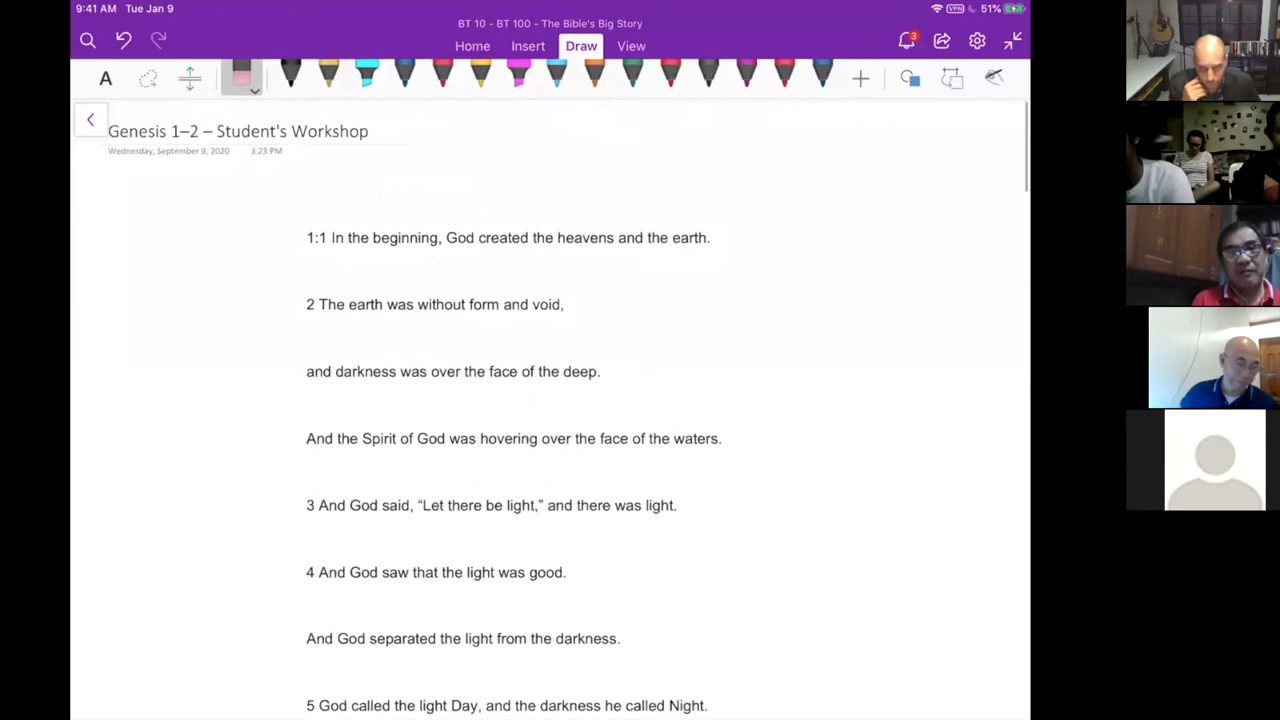 9:41 AM Tue Jan 9
VPN 51%
BT 10 - BT 100 - The Bible's Big Story
Home Insert Draw View
3
A
Genesis 1–2 – Student's Workshop
Wednesday, September 9, 2020 3:23 PM
1:1 In the beginning, God created the heavens and the earth.
2 The earth was without form and void,
and darkness was over the face of the deep.
And the Spirit of God was hovering over the face of the waters.
3 And God said, “Let there be light,” and there was light.
4 And God saw that the light was good.
And God separated the light from the darkness.
5 God called the light Day, and the darkness he called Night.